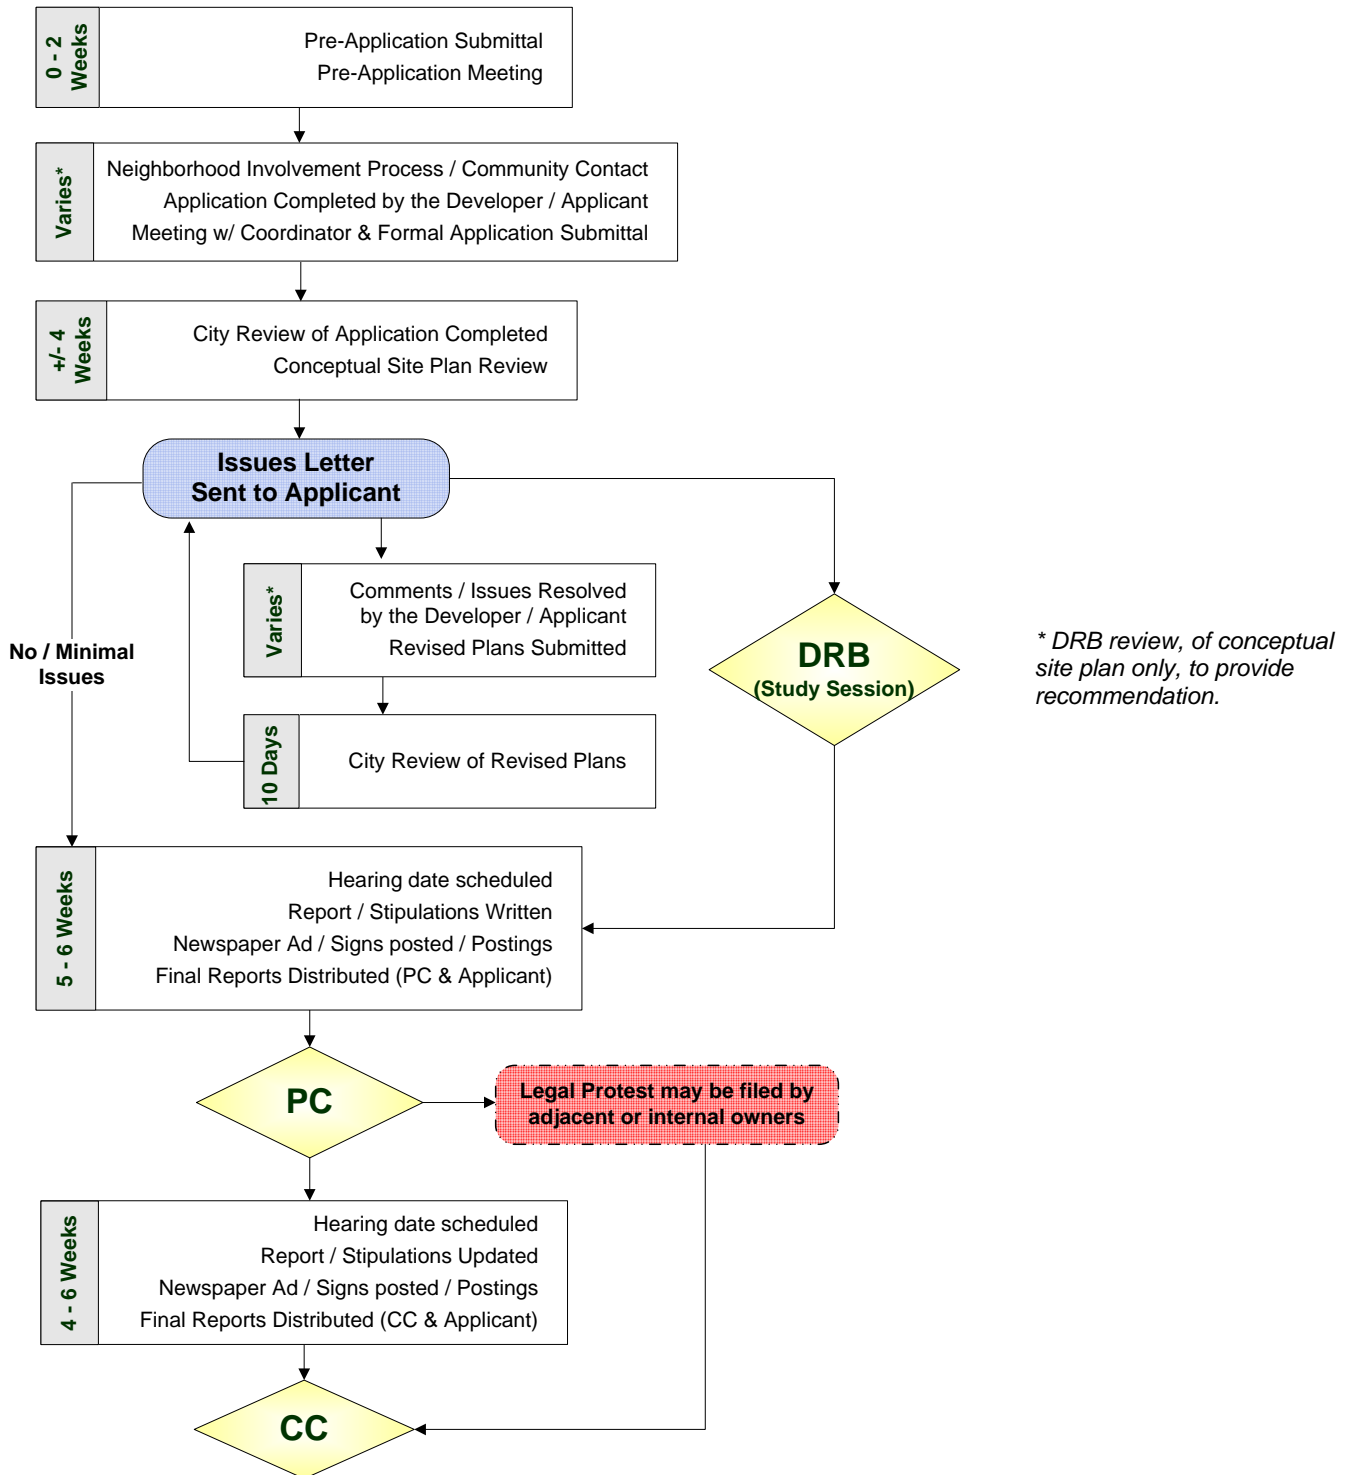 0 - 2
Weeks
Pre-Application Submittal
Pre-Application Meeting
Varies*
Neighborhood Involvement Process / Community Contact
Application Completed by the Developer / Applicant
Meeting w/ Coordinator & Formal Application Submittal
+/- 4
Weeks
City Review of Application Completed
Conceptual Site Plan Review
Issues Letter
Sent to Applicant
No / Minimal
Issues
Varies*
Comments / Issues Resolved
by the Developer / Applicant
Revised Plans Submitted
DRB
(Study Session)
* DRB review, of conceptual
site plan only, to provide
recommendation.
10 Days
City Review of Revised Plans
5 - 6 Weeks
Hearing date scheduled
Report / Stipulations Written
Newspaper Ad / Signs posted / Postings
Final Reports Distributed (PC & Applicant)
PC
Legal Protest may be filed by
adjacent or internal owners
4 - 6 Weeks
Hearing date scheduled
Report / Stipulations Updated
Newspaper Ad / Signs posted / Postings
Final Reports Distributed (CC & Applicant)
CC